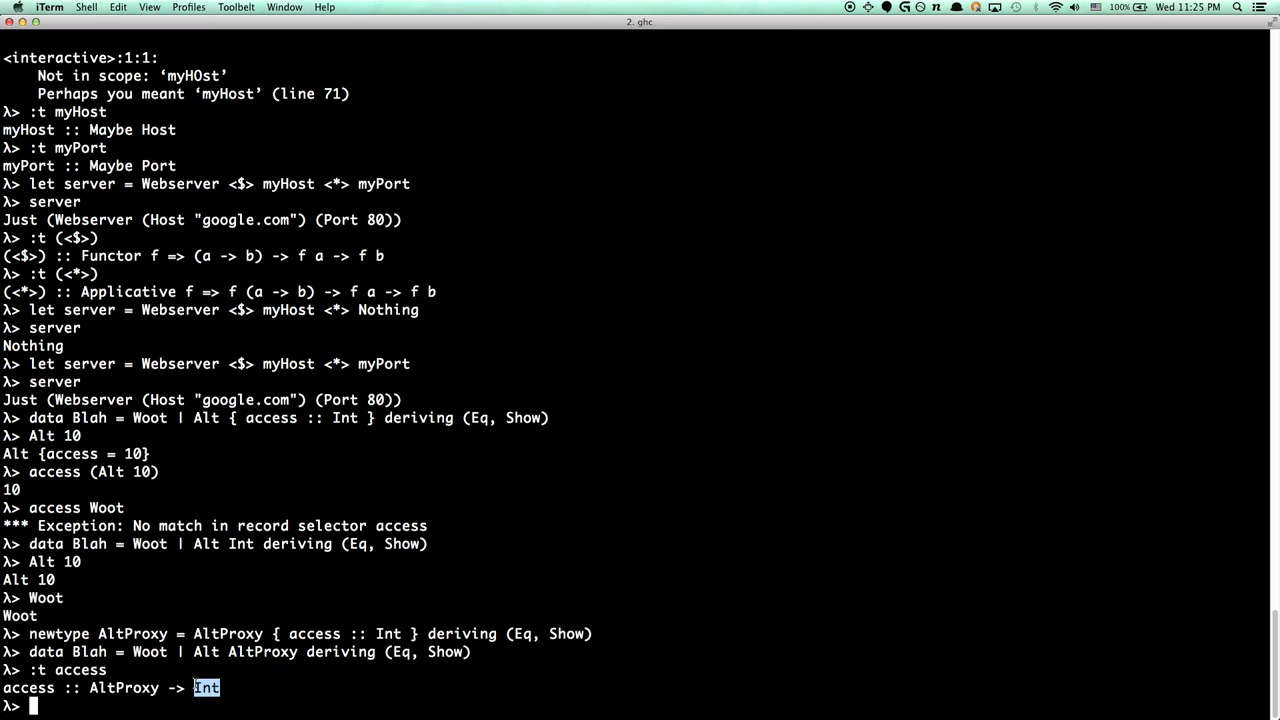 iTerm Shell Edit View Profiles Toolbelt Window Help 100% Wed 11:25 PM
2. ghc
<interactive>:1:1:
    Not in scope: ‘myHOst’
    Perhaps you meant ‘myHost’ (line 71)
λ> :t myHost
myHost :: Maybe Host
λ> :t myPort
myPort :: Maybe Port
λ> let server = Webserver <$> myHost <*> myPort
λ> server
Just (Webserver (Host "google.com") (Port 80))
λ> :t (<$>)
(<$>) :: Functor f => (a -> b) -> f a -> f b
λ> :t (<*>)
(<*>) :: Applicative f => f (a -> b) -> f a -> f b
λ> let server = Webserver <$> myHost <*> Nothing
λ> server
Nothing
λ> let server = Webserver <$> myHost <*> myPort
λ> server
Just (Webserver (Host "google.com") (Port 80))
λ> data Blah = Woot | Alt { access :: Int } deriving (Eq, Show)
λ> Alt 10
Alt {access = 10}
λ> access (Alt 10)
10
λ> access Woot
*** Exception: No match in record selector access
λ> data Blah = Woot | Alt Int deriving (Eq, Show)
λ> Alt 10
Alt 10
λ> Woot
Woot
λ> newtype AltProxy = AltProxy { access :: Int } deriving (Eq, Show)
λ> data Blah = Woot | Alt AltProxy deriving (Eq, Show)
λ> :t access
access :: AltProxy -> Int
λ>